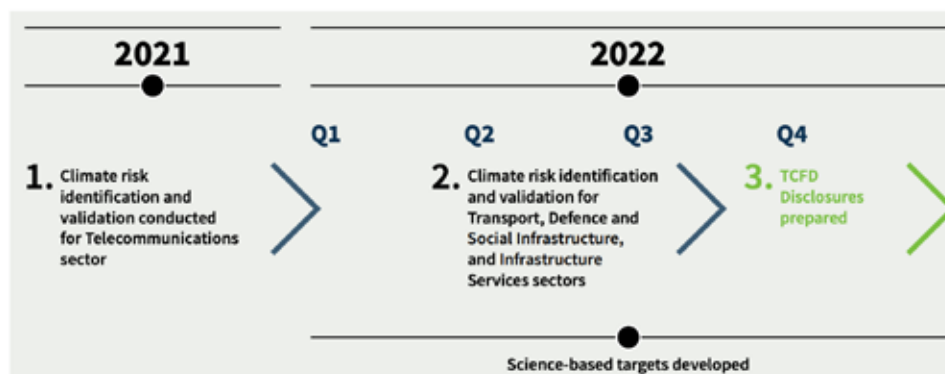 2021
2022
Q1
Q2
Q3
Q4
1. Climate risk
identification and
validation conducted
for Telecommunications
sector
2. Climate risk identification
and validation for
Transport, Defence and
Social Infrastructure,
and Infrastructure
Services sectors
3. TCFD
Disclosures
prepared
Science-based targets developed